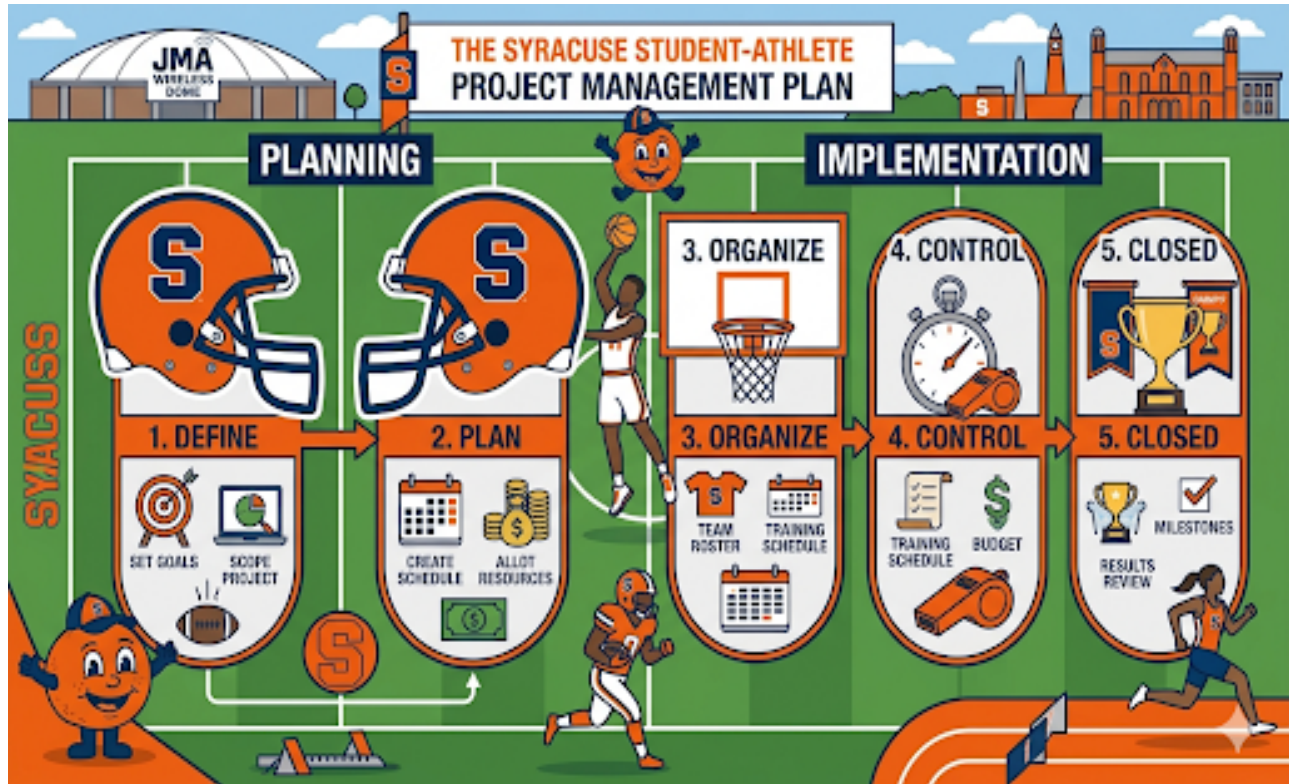 JMA
WIRELESS
DOME
S
THE SYRACUSE STUDENT-ATHLETE
PROJECT MANAGEMENT PLAN
S
PLANNING
IMPLEMENTATION
S
S
3. ORGANIZE
4. CONTROL
5. CLOSED
S
SYACUSS
1. DEFINE
2. PLAN
3. ORGANIZE
4. CONTROL
5. CLOSED
SET GOALS
SCOPE
PROJECT
CREATE
SCHEDULE
$
ALLOT
RESOURCES
$
S
TEAM
ROSTER
TRAINING
SCHEDULE
TRAINING
SCHEDULE
$
BUDGET
MILESTONES
RESULTS
REVIEW
S
S
S